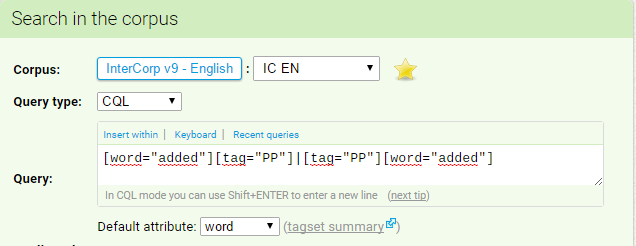 Search in the corpus
Corpus: InterCorp v9 - English : IC EN
Query type: CQL
Insert within | Keyboard | Recent queries
[word="added"][tag="PP"]|[tag="PP"][word="added"]
Query:
In CQL mode you can use Shift+ENTER to enter a new line (next tip)
Default attribute: word (tagset summary)